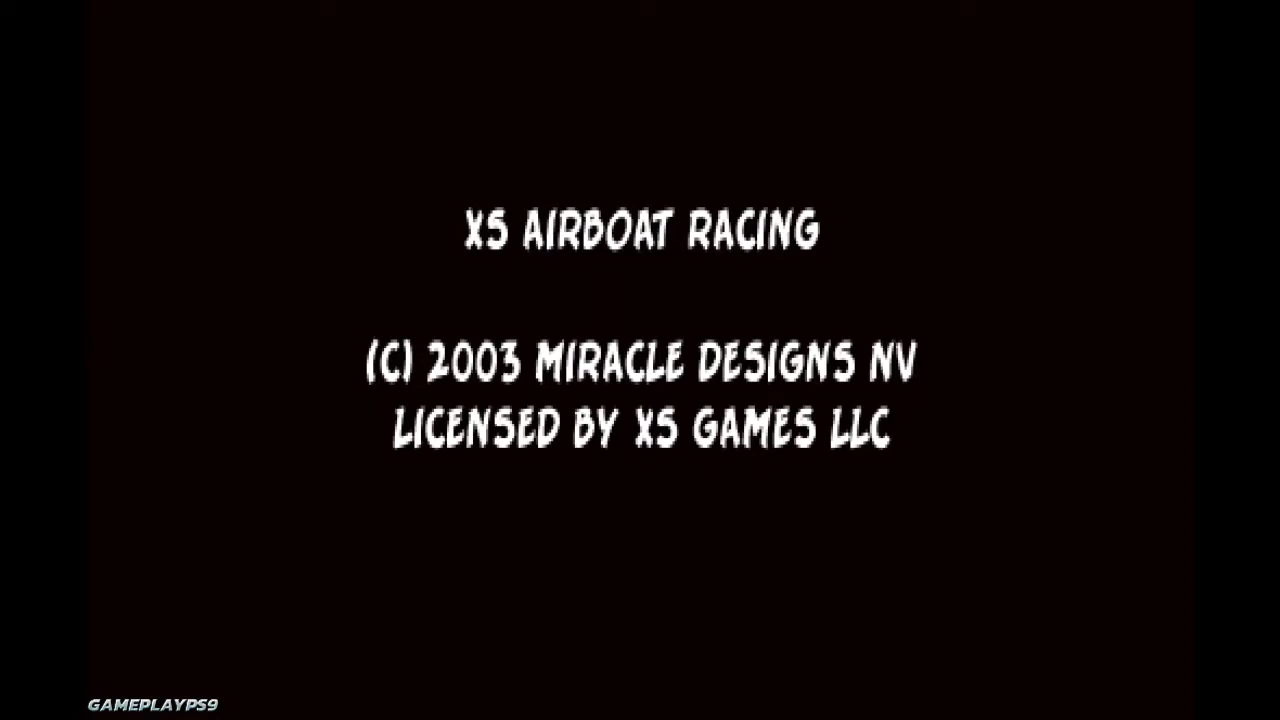 XS AIRBOAT RACING
(C) 2003 MIRACLE DESIGNS NV
LICENSED BY XS GAMES LLC
GAMEPLAYPS9